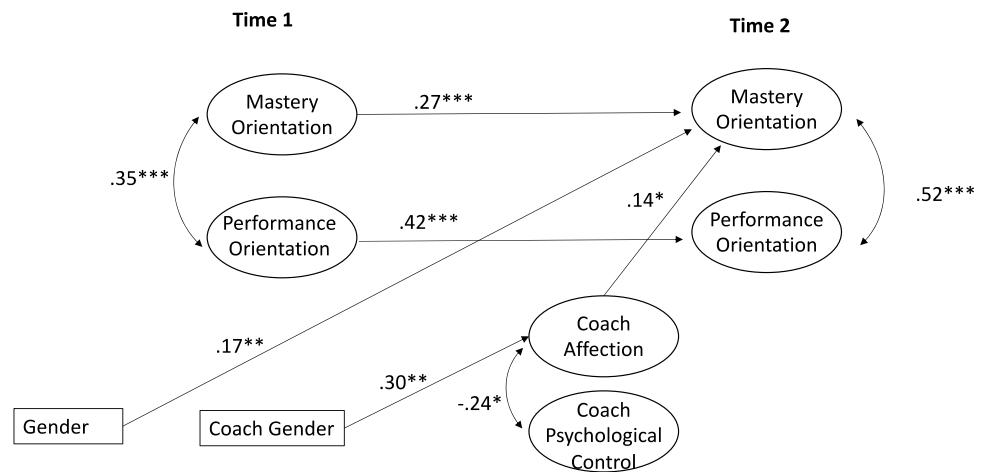 Time 1
Time 2
Mastery
Orientation
.27***
Mastery
Orientation
.35***
.52***
Performance
Orientation
.42***
.14*
Performance
Orientation
.17**
Coach
Affection
.30**
-.24*
Gender
Coach Gender
Coach
Psychological
Control